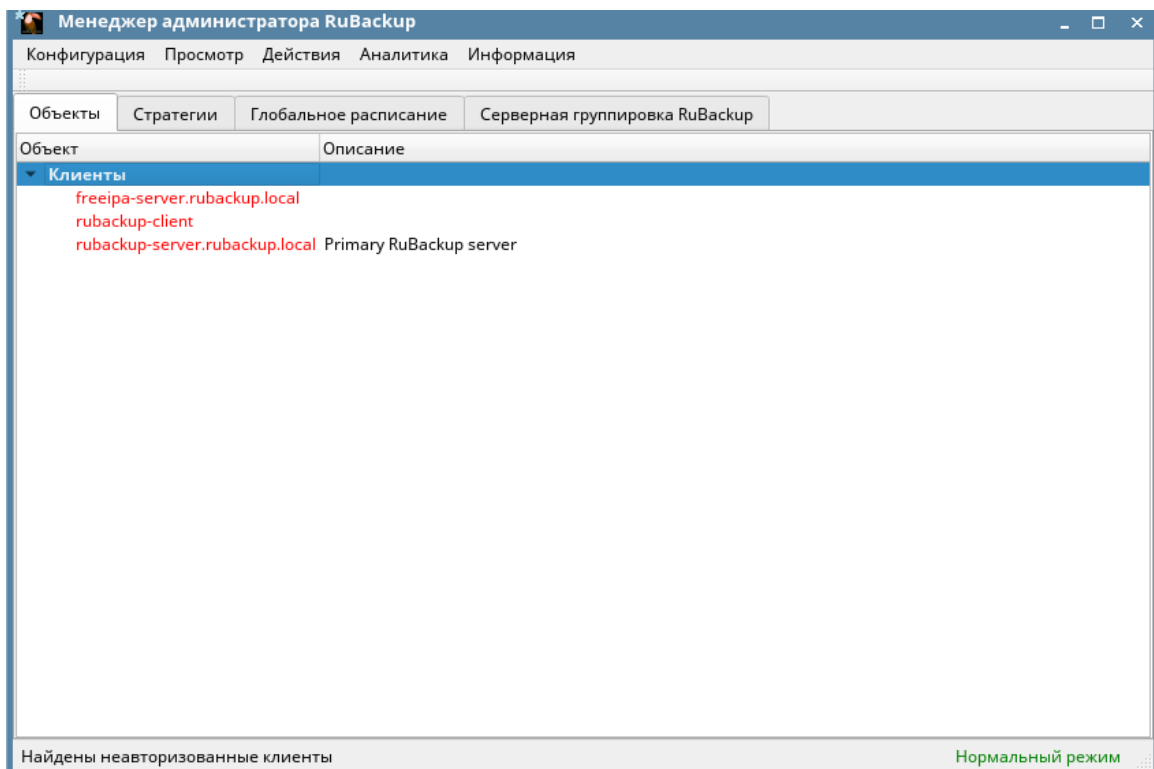 Менеджер администратора RuBackup
Конфигурация Просмотр Действия Аналитика Информация
Объекты Стратегии Глобальное расписание Серверная группировка RuBackup
Объект Описание
Клиенты
freeipa-server.rubackup.local
rubackup-client
rubackup-server.rubackup.local Primary RuBackup server
Найдены неавторизованные клиенты Нормальный режим